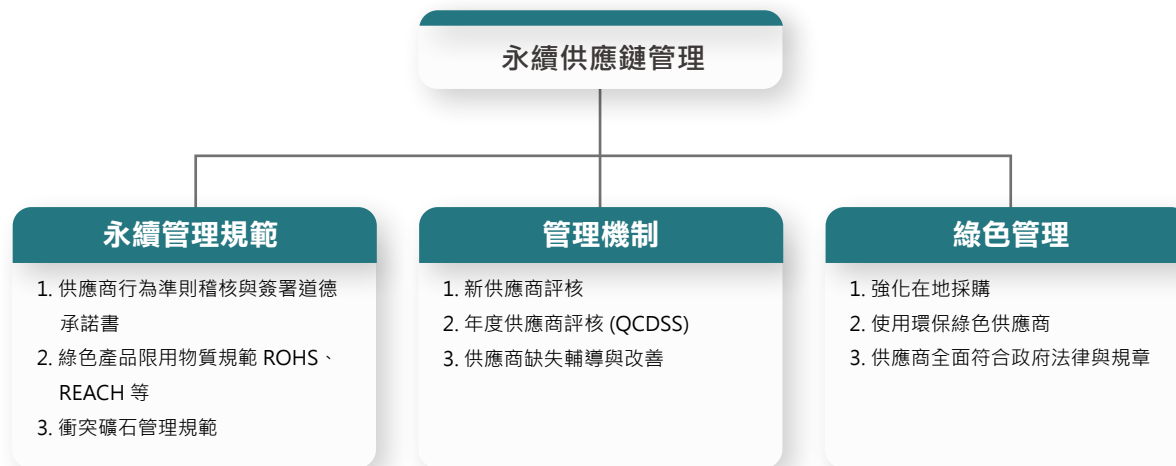 永續供應鏈管理
永續管理規範
1. 供應商行為準則稽核與簽署道德
承諾書
2. 綠色產品限用物質規範 ROHS、
REACH 等
3. 衝突礦石管理規範
管理機制
1. 新供應商評核
2. 年度供應商評核 (QCDSS)
3. 供應商缺失輔導與改善
綠色管理
1. 強化在地採購
2. 使用環保綠色供應商
3. 供應商全面符合政府法律與規章